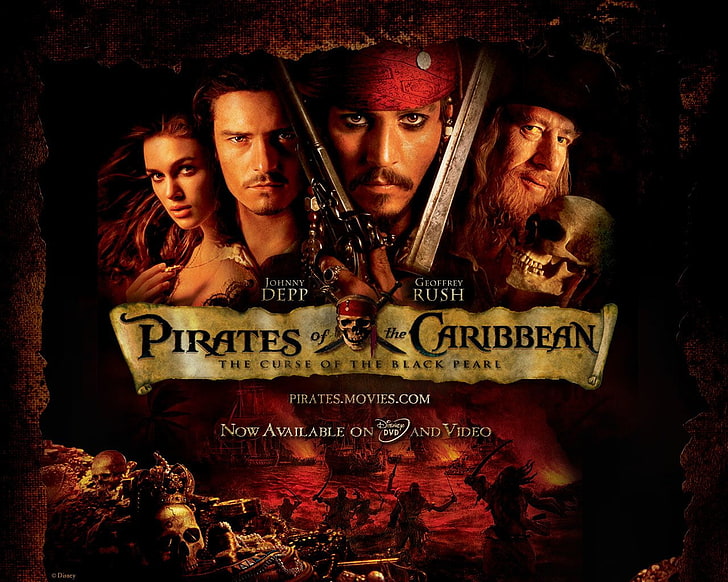 JOHNNY DEPP
GEOFFREY RUSH
PIRATES of the CARIBBEAN
THE CURSE OF THE BLACK PEARL
PIRATES.MOVIES.COM
NOW AVAILABLE ON Disney DVD AND VIDEO
© Disney